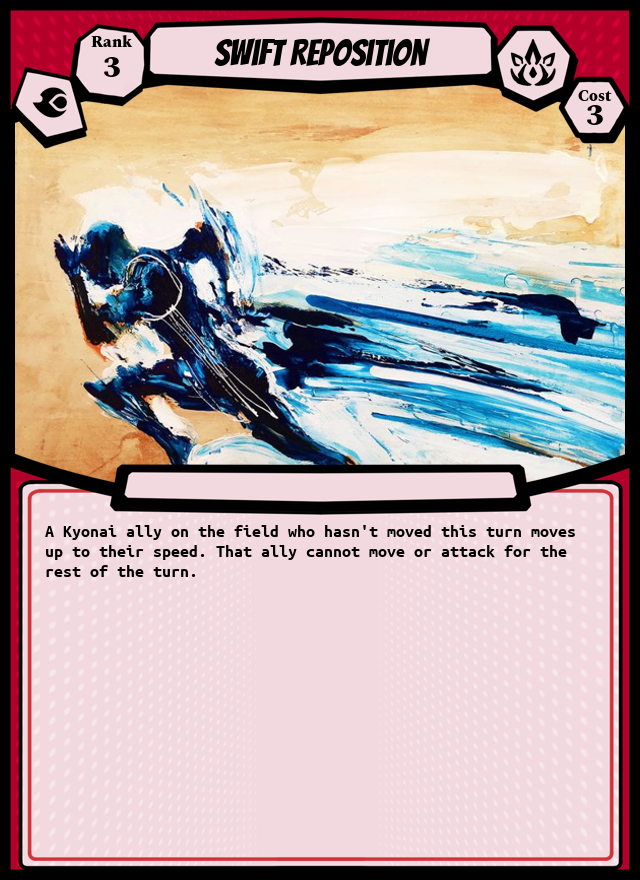 Rank
3
SWIFT REPOSITION
Cost
3
A Kyonai ally on the field who hasn't moved this turn moves
up to their speed. That ally cannot move or attack for the
rest of the turn.